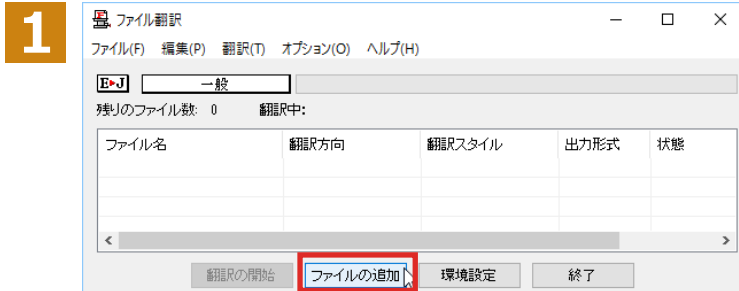 1
ファイル翻訳
ファイル(F) 編集(P) 翻訳(T) オプション(O) ヘルプ(H)
E▸J 一般
残りのファイル数: 0 翻訳中:
ファイル名 翻訳方向 翻訳スタイル 出力形式 状態
翻訳の開始 ファイルの追加 環境設定 終了